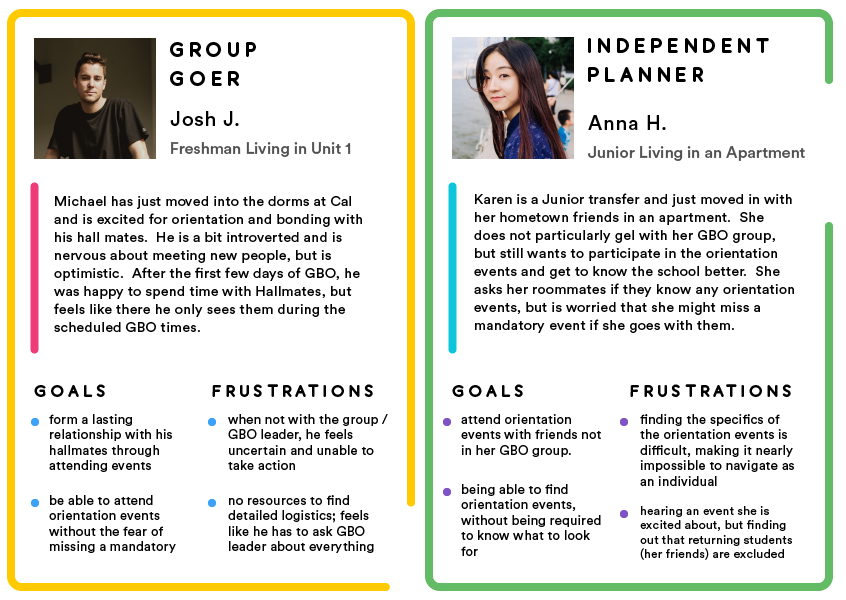 GROUP
GOER
Josh J.
Freshman Living in Unit 1
Michael has just moved into the dorms at Cal
and is excited for orientation and bonding with
his hall mates.  He is a bit introverted and is
nervous about meeting new people, but is
optimistic.  After the first few days of GBO, he
was happy to spend time with Hallmates, but
feels like there he only sees them during the
scheduled GBO times.
GOALS
form a lasting
relationship with his
hallmates through
attending events
be able to attend
orientation events
without the fear of
missing a mandatory
FRUSTRATIONS
when not with the group /
GBO leader, he feels
uncertain and unable to
take action
no resources to find
detailed logistics; feels
like he has to ask GBO
leader about everything
INDEPENDENT
PLANNER
Anna H.
Junior Living in an Apartment
Karen is a Junior transfer and just moved in with
her hometown friends in an apartment.  She
does not particularly gel with her GBO group,
but still wants to participate in the orientation
events and get to know the school better.  She
asks her roommates if they know any orientation
events, but is worried that she might miss a
mandatory event if she goes with them.
GOALS
attend orientation
events with friends not
in her GBO group.
being able to find
orientation events,
without being required
to know what to look
for
FRUSTRATIONS
finding the specifics of
the orientation events is
difficult, making it nearly
impossible to navigate as
an individual
hearing an event she is
excited about, but finding
out that returning students
(her friends) are excluded